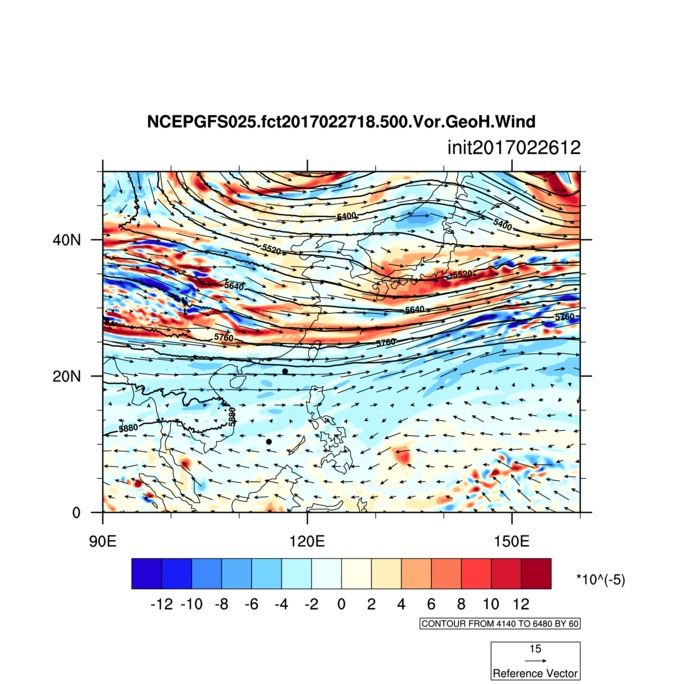 NCEPGFS025.fct2017022718.500.Vor.GeoH.Wind
init2017022612
40N
20N
0
90E 120E 150E
5400
5400
5520
5520
5640
5640
5760
5760
5760
5880
5880
-12 -10 -8 -6 -4 -2 0 2 4 6 8 10 12
*10^(-5)
CONTOUR FROM 4140 TO 6480 BY 60
15
Reference Vector